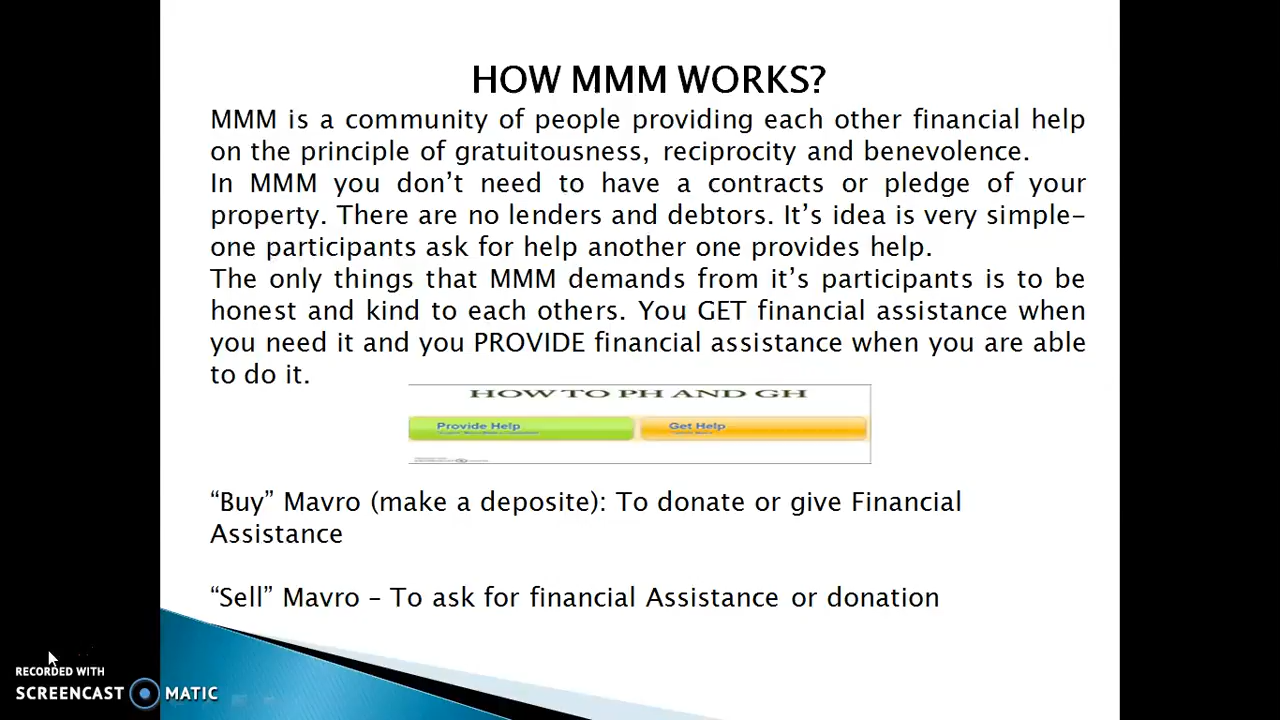 HOW MMM WORKS?
MMM is a community of people providing each other financial help
on the principle of gratuitousness, reciprocity and benevolence.
In MMM you don’t need to have a contracts or pledge of your
property. There are no lenders and debtors. It’s idea is very simple-
one participants ask for help another one provides help.
The only things that MMM demands from it’s participants is to be
honest and kind to each others. You GET financial assistance when
you need it and you PROVIDE financial assistance when you are able
to do it.
HOW TO PH AND GH
Provide Help
Get Help
“Buy” Mavro (make a deposite): To donate or give Financial
Assistance
“Sell” Mavro – To ask for financial Assistance or donation
RECORDED WITH
SCREENCAST MATIC